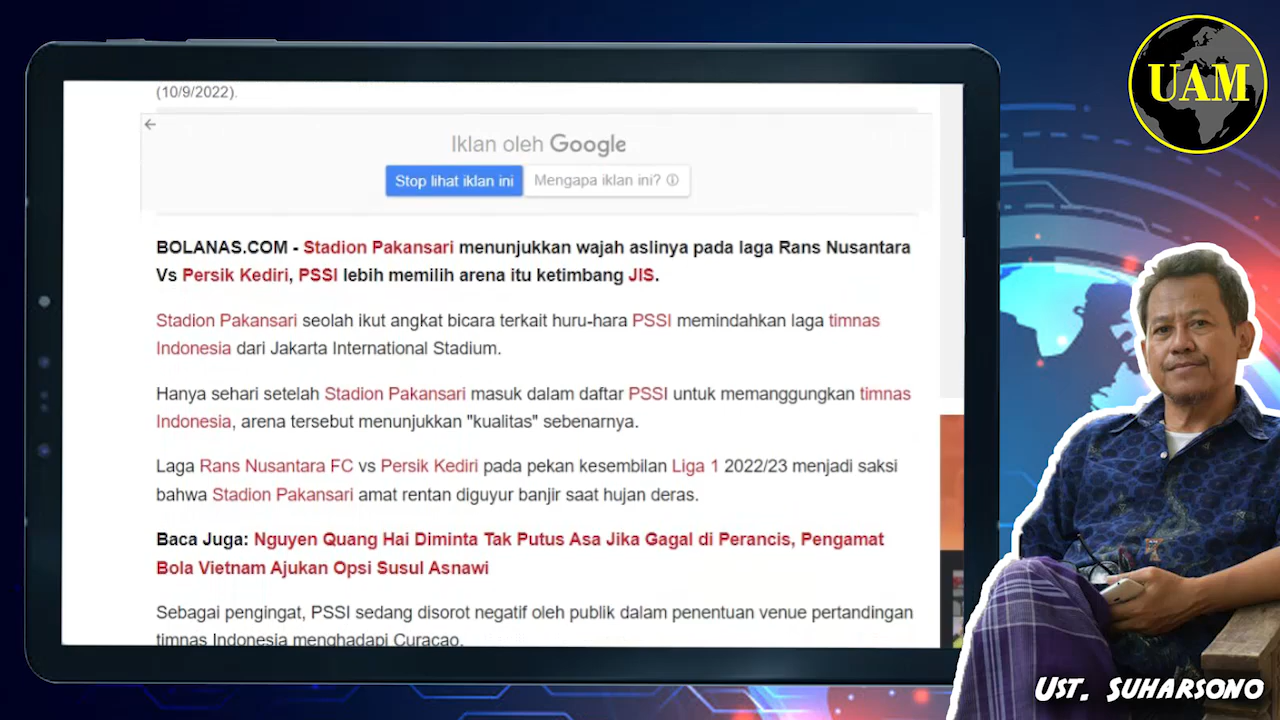 (10/9/2022).
Iklan oleh Google
Stop lihat iklan ini
Mengapa iklan ini?
BOLANAS.COM - Stadion Pakansari menunjukkan wajah aslinya pada laga Rans Nusantara
Vs Persik Kediri, PSSI lebih memilih arena itu ketimbang JIS.
Stadion Pakansari seolah ikut angkat bicara terkait huru-hara PSSI memindahkan laga timnas
Indonesia dari Jakarta International Stadium.
Hanya sehari setelah Stadion Pakansari masuk dalam daftar PSSI untuk memanggungkan timnas
Indonesia, arena tersebut menunjukkan "kualitas" sebenarnya.
Laga Rans Nusantara FC vs Persik Kediri pada pekan kesembilan Liga 1 2022/23 menjadi saksi
bahwa Stadion Pakansari amat rentan diguyur banjir saat hujan deras.
Baca Juga: Nguyen Quang Hai Diminta Tak Putus Asa Jika Gagal di Perancis, Pengamat
Bola Vietnam Ajukan Opsi Susul Asnawi
Sebagai pengingat, PSSI sedang disorot negatif oleh publik dalam penentuan venue pertandingan
timnas Indonesia menghadapi Curacao.
UAM
UST. SUHARSONO